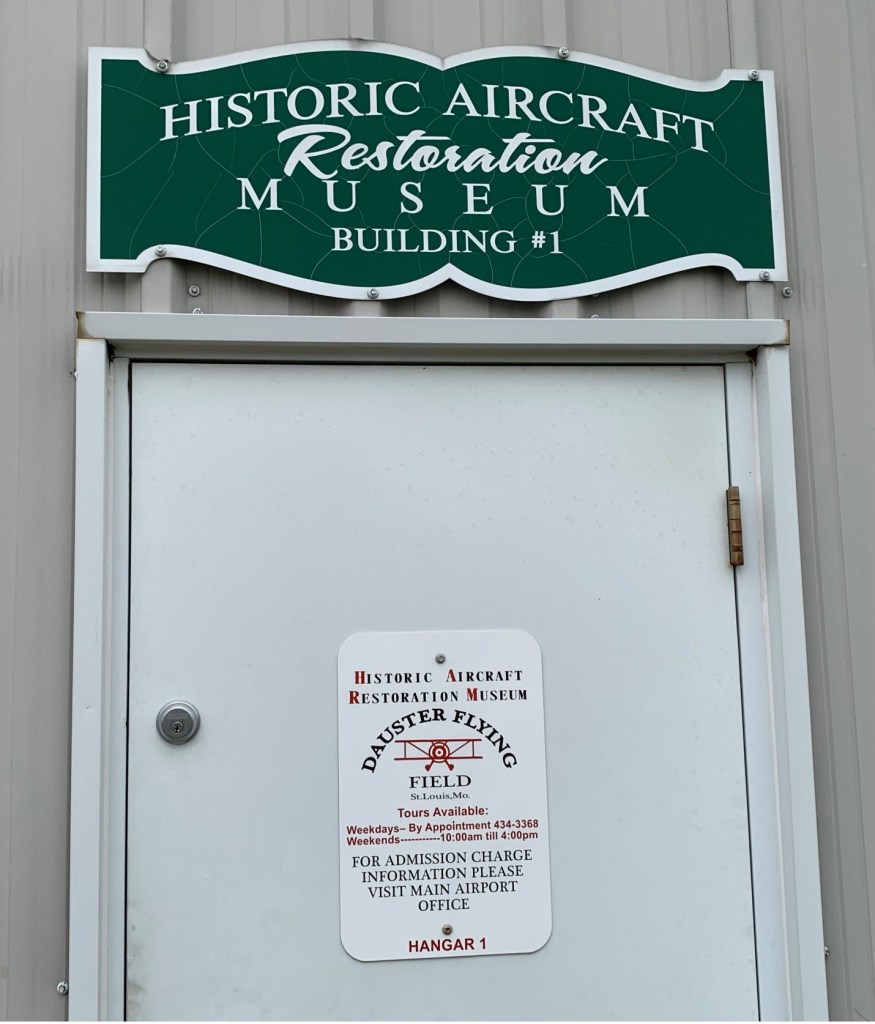 HISTORIC AIRCRAFT
Restoration
MUSEUM
BUILDING #1
HISTORIC AIRCRAFT
RESTORATION MUSEUM
DAUSTER FLYING
FIELD
St.Louis,Mo.
Tours Available:
Weekdays– By Appointment 434-3368
Weekends-----------10:00am till 4:00pm
FOR ADMISSION CHARGE
INFORMATION PLEASE
VISIT MAIN AIRPORT
OFFICE
HANGAR 1